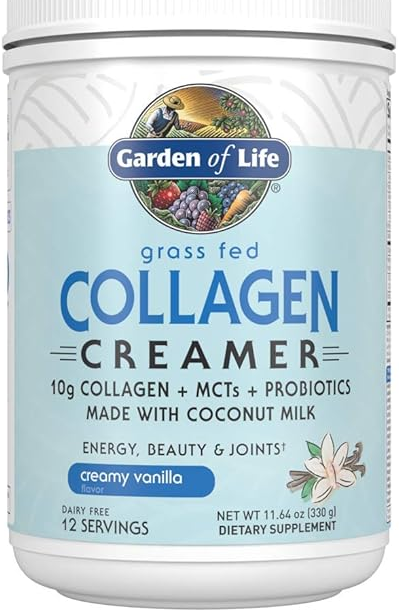 Garden of Life
®
grass fed
COLLAGEN
CREAMER
10g COLLAGEN + MCTs + PROBIOTICS
MADE WITH COCONUT MILK
ENERGY, BEAUTY & JOINTS†
creamy vanilla
flavor
DAIRY FREE
12 SERVINGS
NET WT 11.64 oz (330 g)
DIETARY SUPPLEMENT